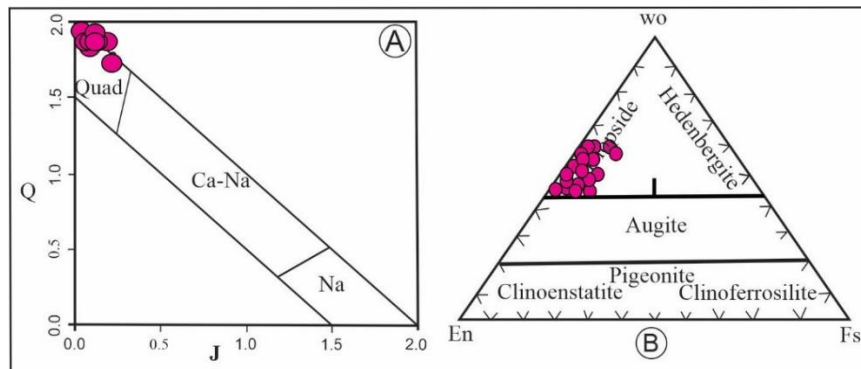 2.0
1.5
1.0
0.5
0.0
Q
0.0
0.5
1.0
1.5
2.0
J
A
Quad
Ca-Na
Na
wo
Hedenbergite
Augite
Pigeonite
Clinoenstatite
Clinoferrosilite
En
Fs
B